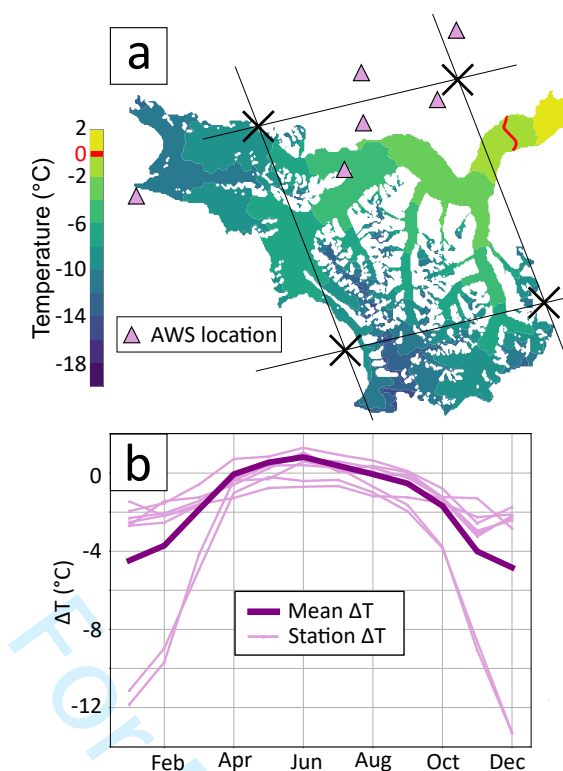 a
Temperature (°C)
2
0
-2
-6
-10
-14
-18
AWS location
b
ΔT (°C)
0
-4
-8
-12
Mean ΔT
Station ΔT
Feb Apr Jun Aug Oct Dec
For